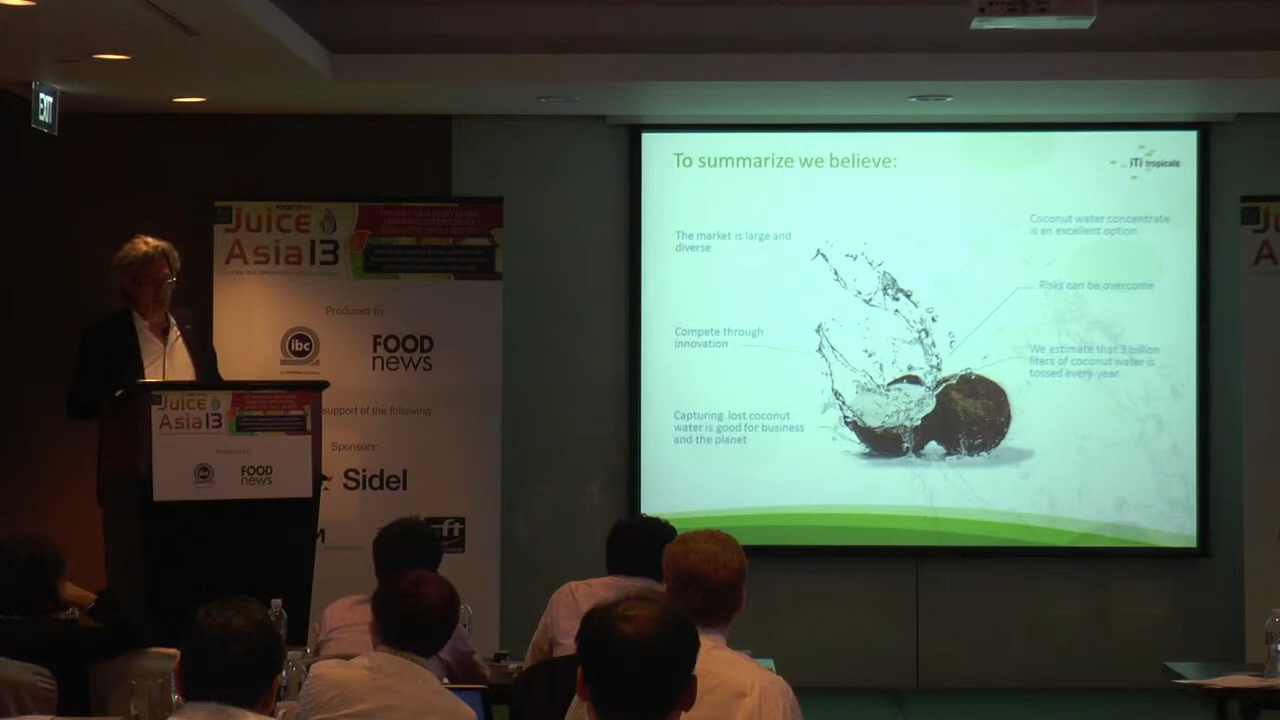 EXIT
Juice
Asia 13
Produced by:
ibc
FOOD
news
support of the following:
Sponsors:
Sidel
ft
Juice
Asia 13
ibc
FOOD
news
To summarize we believe:
iTi tropicals
The market is large and
diverse
Compete through
innovation
Capturing lost coconut
water is good for business
and the planet
Coconut water concentrate
is an excellent option
Risks can be overcome
We estimate that 3 billion
liters of coconut water is
tossed every year
Ju
A